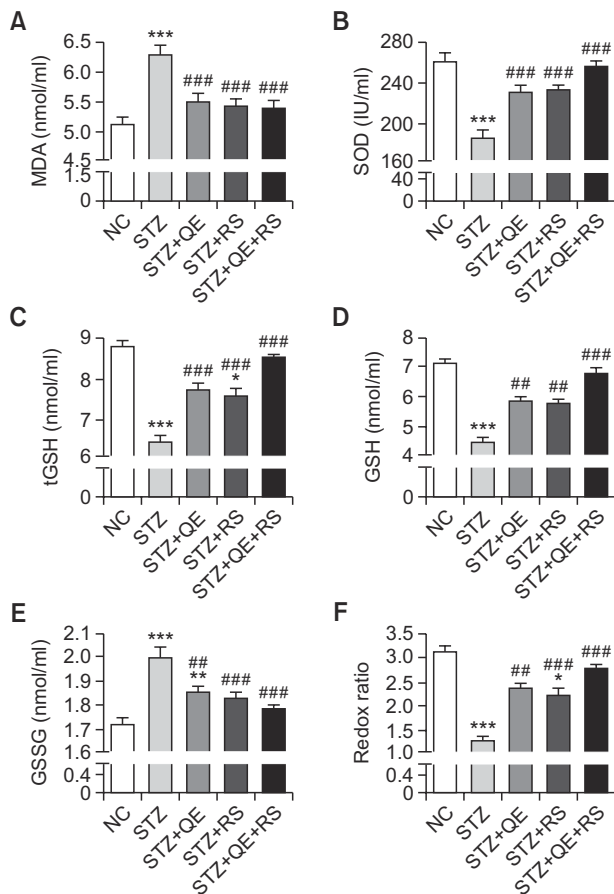 A
MDA (nmol/ml)
6.5
6.0
5.5
5.0
4.5
1.5
0
***
###
###
###
NC
STZ
STZ+QE
STZ+RS
STZ+QE+RS
B
SOD (IU/ml)
260
240
200
160
40
0
***
###
###
###
NC
STZ
STZ+QE
STZ+RS
STZ+QE+RS
C
tGSH (nmol/ml)
9
8
7
6
0
***
###
###
*
###
NC
STZ
STZ+QE
STZ+RS
STZ+QE+RS
D
GSH (nmol/ml)
8
7
6
5
4
0
***
##
##
###
NC
STZ
STZ+QE
STZ+RS
STZ+QE+RS
E
GSSG (nmol/ml)
2.1
2.0
1.9
1.8
1.7
1.6
0.4
0
***
##
**
###
###
NC
STZ
STZ+QE
STZ+RS
STZ+QE+RS
F
Redox ratio
3.5
3.0
2.5
2.0
1.5
1.0
0.4
0
***
##
###
*
###
NC
STZ
STZ+QE
STZ+RS
STZ+QE+RS